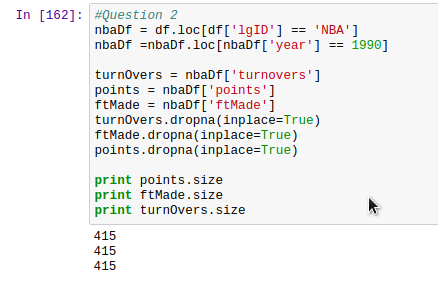 In [162]: #Question 2
nbaDf = df.loc[df['lgID'] == 'NBA']
nbaDf =nbaDf.loc[nbaDf['year'] == 1990]
turnOvers = nbaDf['turnovers']
points = nbaDf['points']
ftMade = nbaDf['ftMade']
turnOvers.dropna(inplace=True)
ftMade.dropna(inplace=True)
points.dropna(inplace=True)
print points.size
print ftMade.size
print turnOvers.size
415
415
415